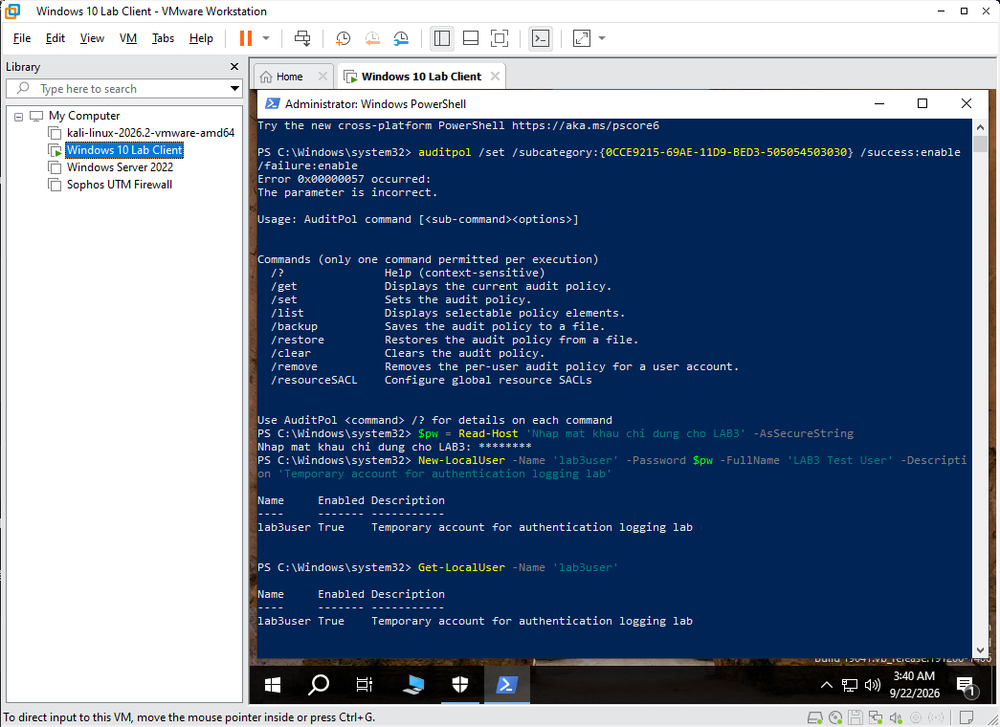 Windows 10 Lab Client - VMware Workstation
File Edit View VM Tabs Help
Library
Type here to search
My Computer
kali-linux-2026.2-vmware-amd64
Windows 10 Lab Client
Windows Server 2022
Sophos UTM Firewall
Home
Windows 10 Lab Client
Administrator: Windows PowerShell
Try the new cross-platform PowerShell https://aka.ms/pscore6
PS C:\Windows\system32> auditpol /set /subcategory:{0CCE9215-69AE-11D9-BED3-505054503030} /success:enable
/failure:enable
Error 0x00000057 occurred:
The parameter is incorrect.
Usage: AuditPol command [<sub-command><options>]
Commands (only one command permitted per execution)
/? Help (context-sensitive)
/get Displays the current audit policy.
/set Sets the audit policy.
/list Displays selectable policy elements.
/backup Saves the audit policy to a file.
/restore Restores the audit policy from a file.
/clear Clears the audit policy.
/remove Removes the per-user audit policy for a user account.
/resourceSACL Configure global resource SACLs
Use AuditPol <command> /? for details on each command
PS C:\Windows\system32> $pw = Read-Host 'Nhap mat khau chi dung cho LAB3' -AsSecureString
Nhap mat khau chi dung cho LAB3: ********
PS C:\Windows\system32> New-LocalUser -Name 'lab3user' -Password $pw -FullName 'LAB3 Test User' -Descripti
on 'Temporary account for authentication logging lab'
Name Enabled Description
---- ------- -----------
lab3user True Temporary account for authentication logging lab
PS C:\Windows\system32> Get-LocalUser -Name 'lab3user'
Name Enabled Description
---- ------- -----------
lab3user True Temporary account for authentication logging lab
3:40 AM
9/22/2026
1
To direct input to this VM, move the mouse pointer inside or press Ctrl+G.